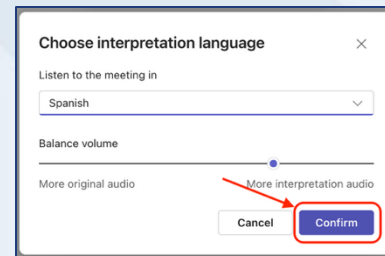 Choose interpretation language
Listen to the meeting in
Spanish
Balance volume
More original audio More interpretation audio
Cancel Confirm